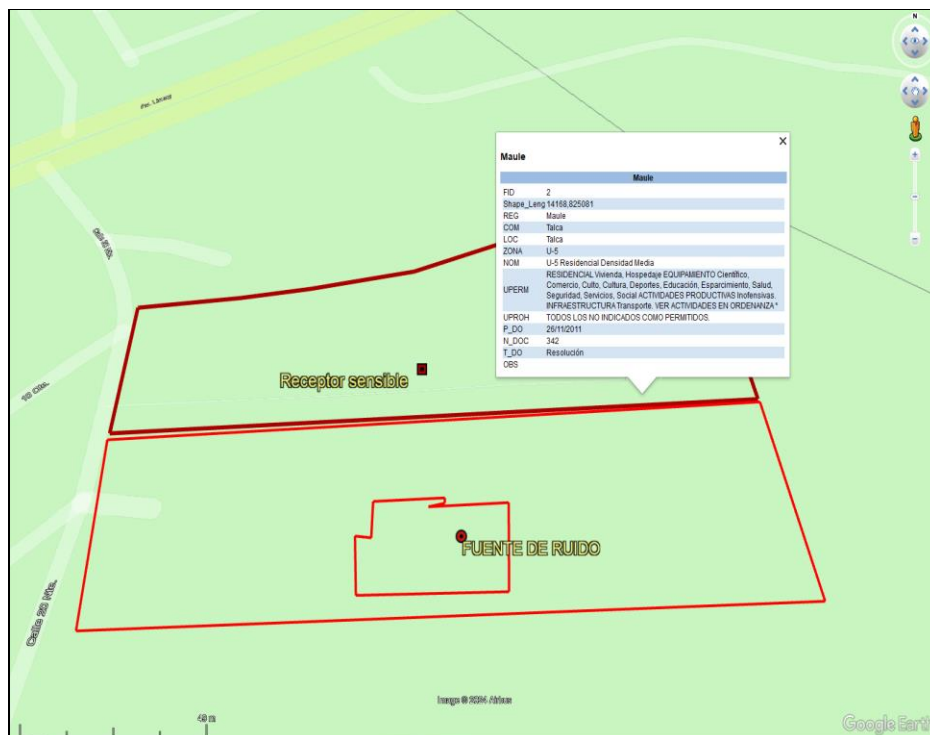 N
Maule
Maule
FID 2
Shape_Leng 14168,825081
REG Maule
COM Talca
LOC Talca
ZONA U-5
NOM U-5 Residencial Densidad Media
UPERM RESIDENCIAL Vivienda, Hospedaje EQUIPAMIENTO Científico,
Comercio, Culto, Cultura, Deportes, Educación, Esparcimiento, Salud,
Seguridad, Servicios, Social ACTIVIDADES PRODUCTIVAS Inofensivas.
INFRAESTRUCTURA Transporte. VER ACTIVIDADES EN ORDENANZA *
UPROH TODOS LOS NO INDICADOS COMO PERMITIDOS.
P_DO 26/11/2011
N_DOC 342
T_DO Resolución
OBS
Receptor sensible
FUENTE DE RUIDO
Calle 20 Nte.
Image © 2024 Airbus
49 m
Google Earth